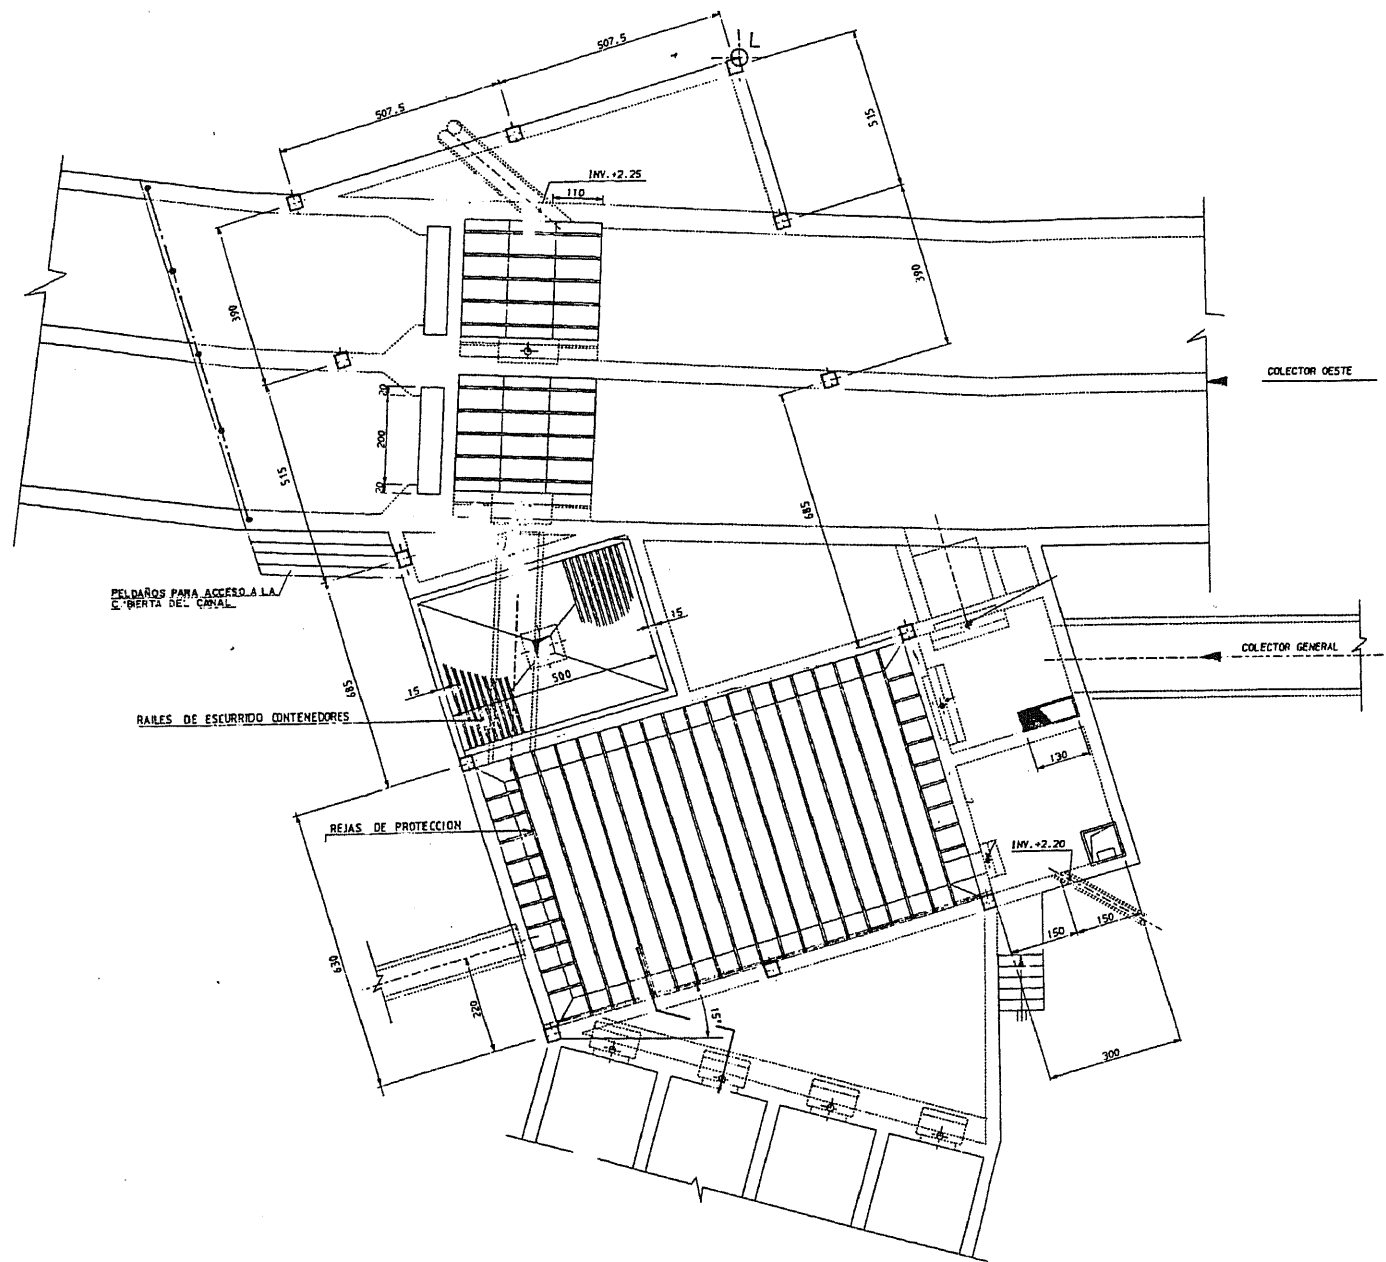 507.5
L
507.5
515
INV.+2.25
110
390
390
COLECTOR OESTE
20
200
20
515
685
PELDAÑOS PARA ACCESO A LA
C BIERTA DEL CANAL
15
COLECTOR GENERAL
500
15
685
RAILES DE ESCURRIDO CONTENEDORES
130
REJAS DE PROTECCION
INV.+2.20
150
150
630
220
15,5
300